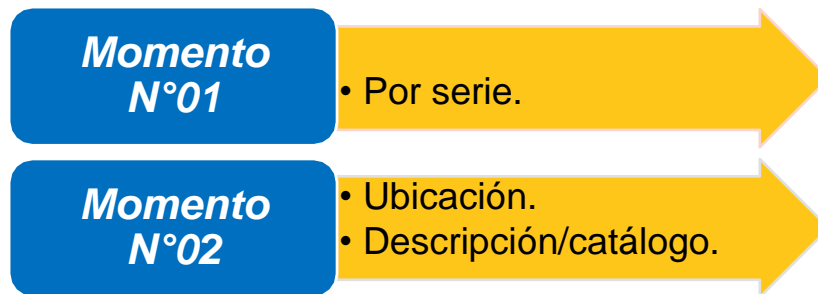 Momento
N°01
• Por serie.
Momento
N°02
• Ubicación.
• Descripción/catálogo.